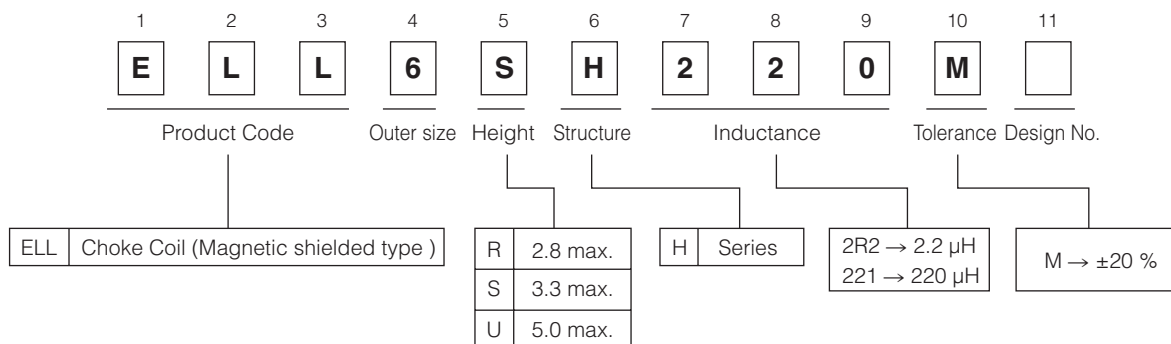 1 2 3 4 5 6 7 8 9 10 11
E L L 6 S H 2 2 0 M
Product Code Outer size Height Structure Inductance Tolerance Design No.
ELL Choke Coil (Magnetic shielded type )
R 2.8 max.
S 3.3 max.
U 5.0 max.
H Series
2R2 → 2.2 µH
221 → 220 µH
M → ±20 %